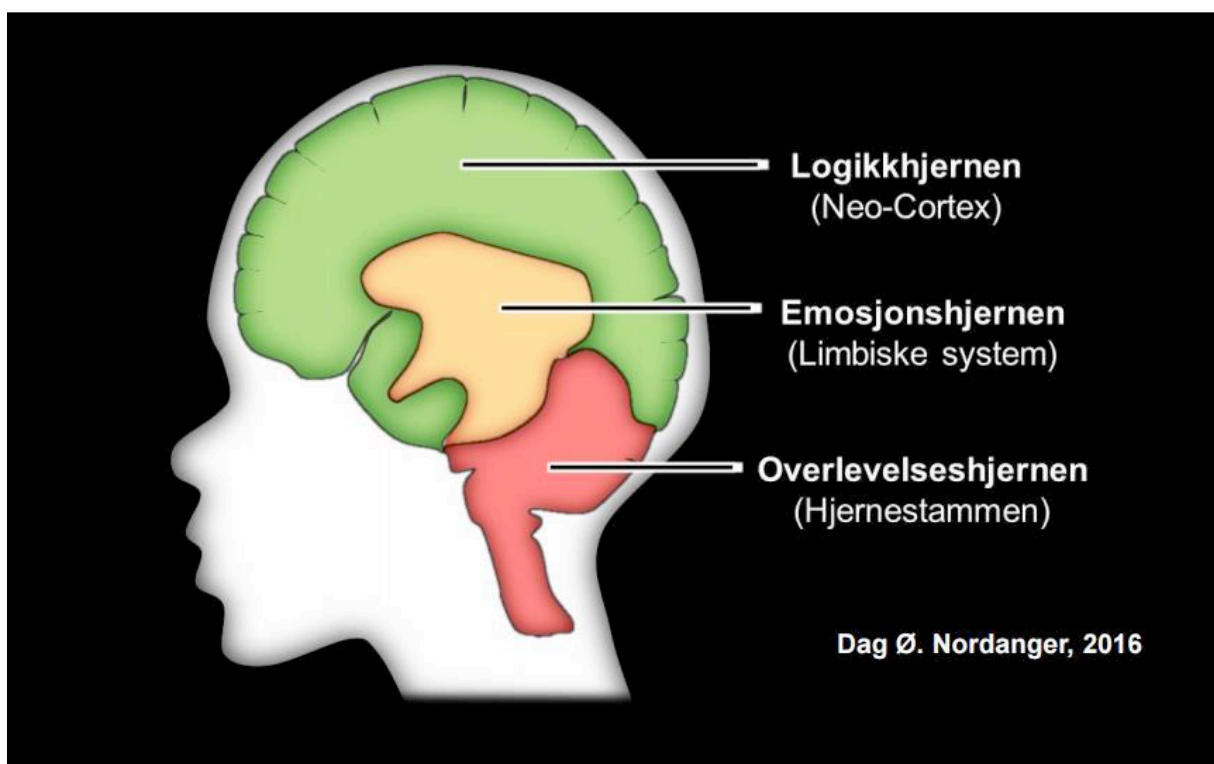 Logikkhjernen
(Neo-Cortex)
Emosjonshjernen
(Limbiske system)
Overlevelseshjernen
(Hjernestammen)
Dag Ø. Nordanger, 2016